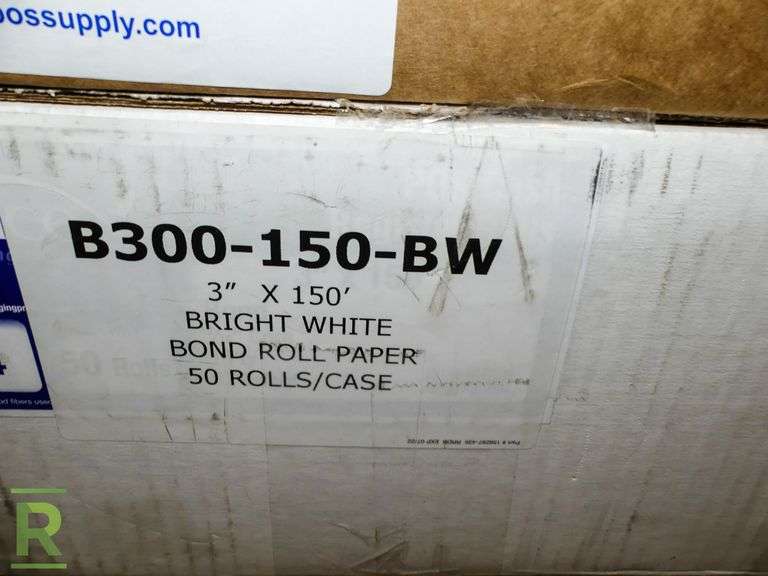 possupply.com
B300-150-BW
3" X 150'
BRIGHT WHITE
BOND ROLL PAPER
50 ROLLS/CASE
R